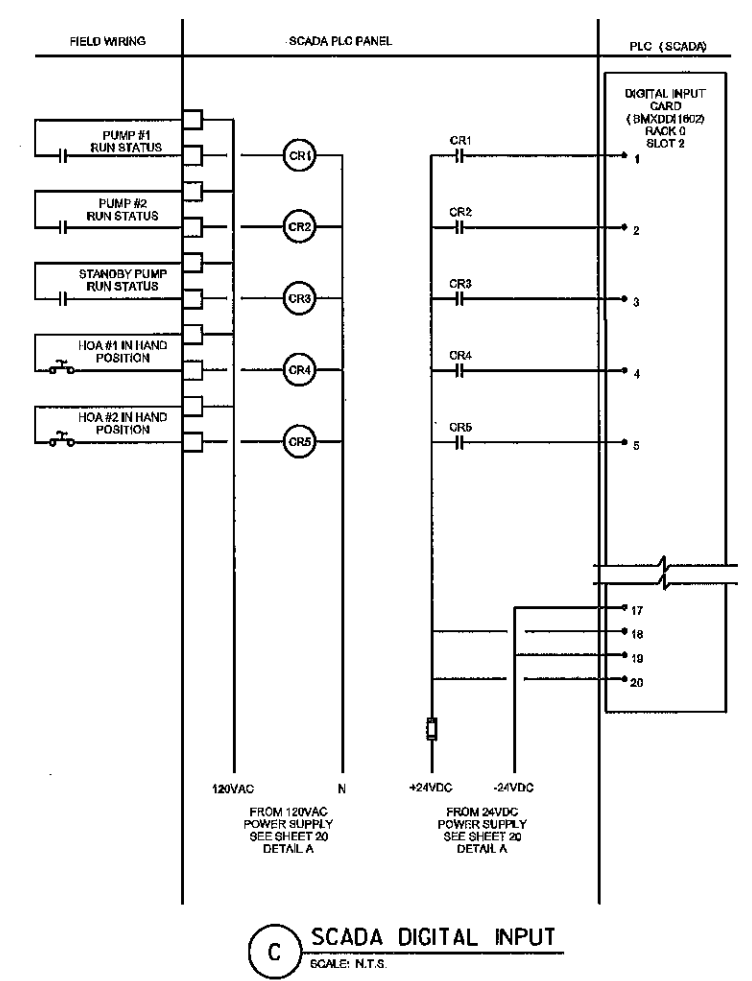 FIELD WIRING
SCADA PLC PANEL
PLC (SCADA)
DIGITAL INPUT
CARD
(BMXDDI1602)
RACK 0
SLOT 2
PUMP #1
RUN STATUS
CR1
CR1
1
PUMP #2
RUN STATUS
CR2
CR2
2
STANDBY PUMP
RUN STATUS
CR3
CR3
3
HOA #1 IN HAND
POSITION
CR4
CR4
4
HOA #2 IN HAND
POSITION
CR5
CR5
5
17
18
19
20
120VAC
N
+24VDC
-24VDC
FROM 120VAC
POWER SUPPLY
SEE SHEET 20
DETAIL A
FROM 24VDC
POWER SUPPLY
SEE SHEET 20
DETAIL A
C
SCADA DIGITAL INPUT
SCALE: N.T.S.